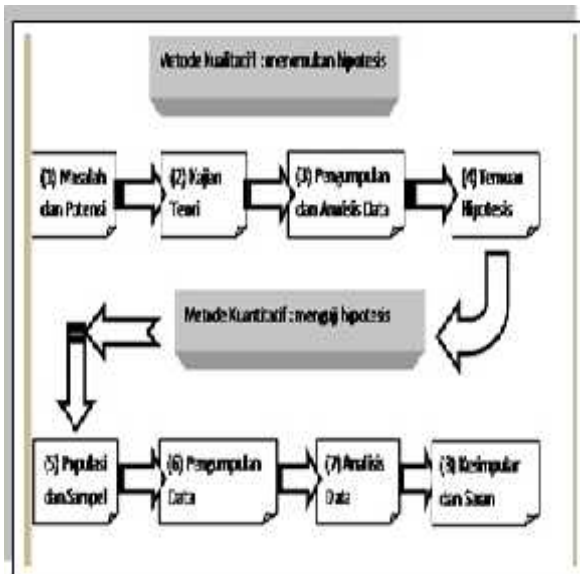 Metode Kualitatif : menemukan hipotesis
(1) Masalah
dan Potensi
(2) Kajian
Teori
(3) Pengumpulan
dan Analisis Data
(4) Temuan
Hipotesis
Metode Kuantitatif : menguji hipotesis
(5) Populasi
dan Sampel
(6) Pengumpulan
Data
(7) Analisis
Data
(8) Kesimpulan
dan Saran